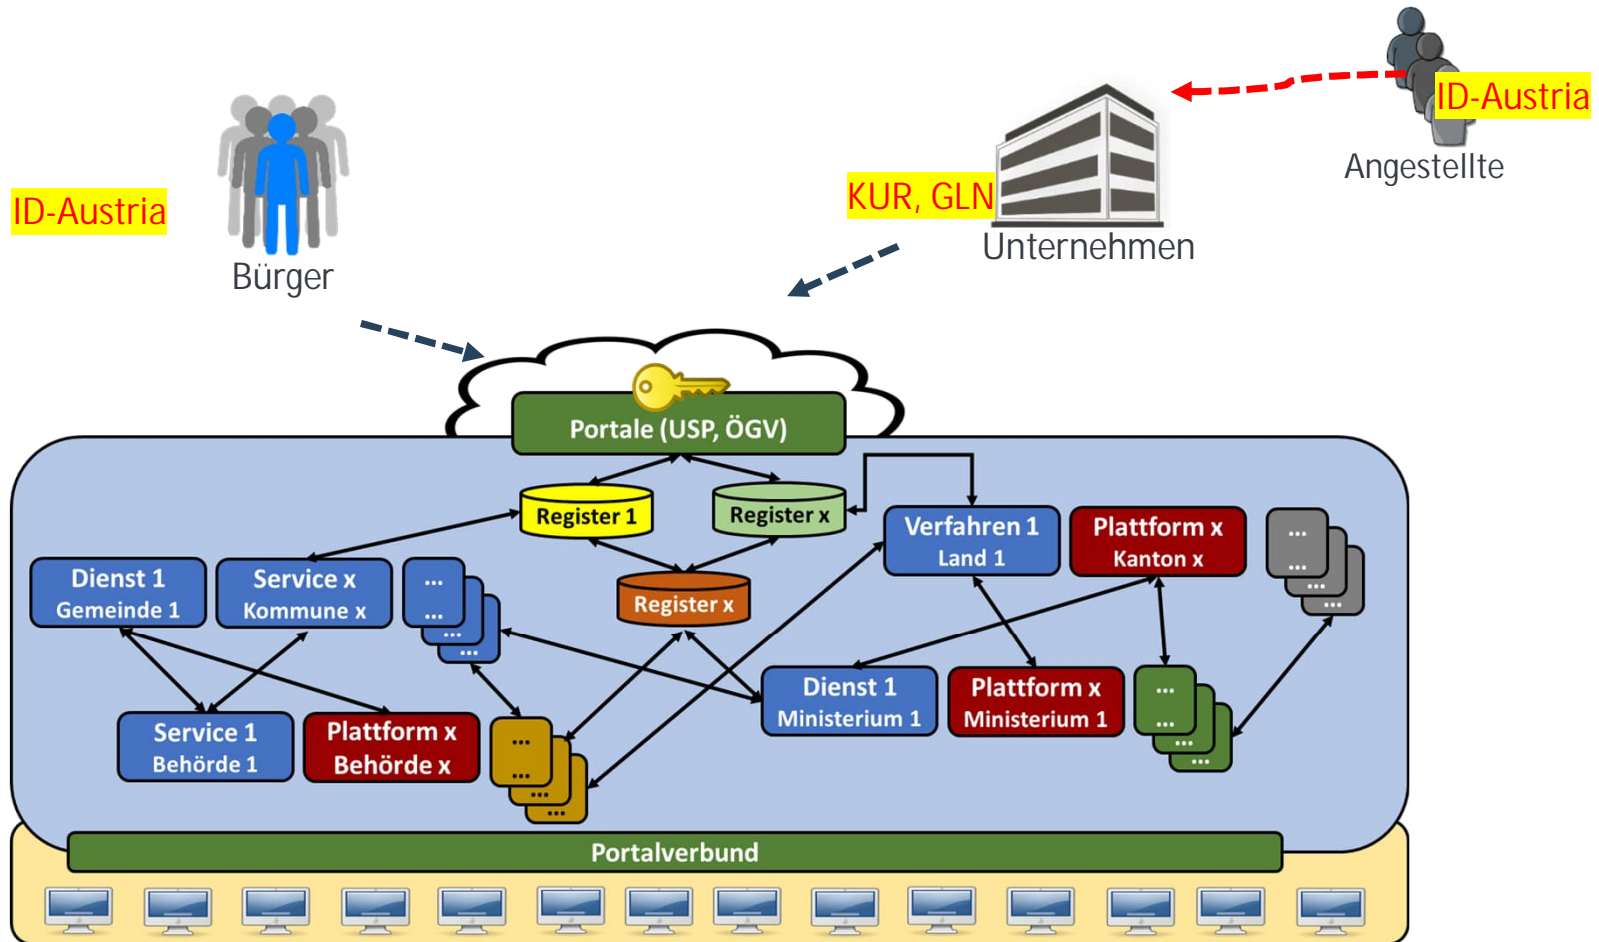 ID-Austria
Angestellte
ID-Austria
Bürger
KUR, GLN
Unternehmen
Portale (USP, ÖGV)
Register 1
Register x
Verfahren 1
Land 1
Plattform x
Kanton x
...
...
...
...
Dienst 1
Gemeinde 1
Service x
Kommune x
...
...
...
...
Register x
Service 1
Behörde 1
Plattform x
Behörde x
...
...
...
...
Dienst 1
Ministerium 1
Plattform x
Ministerium 1
...
...
...
...
Portalverbund